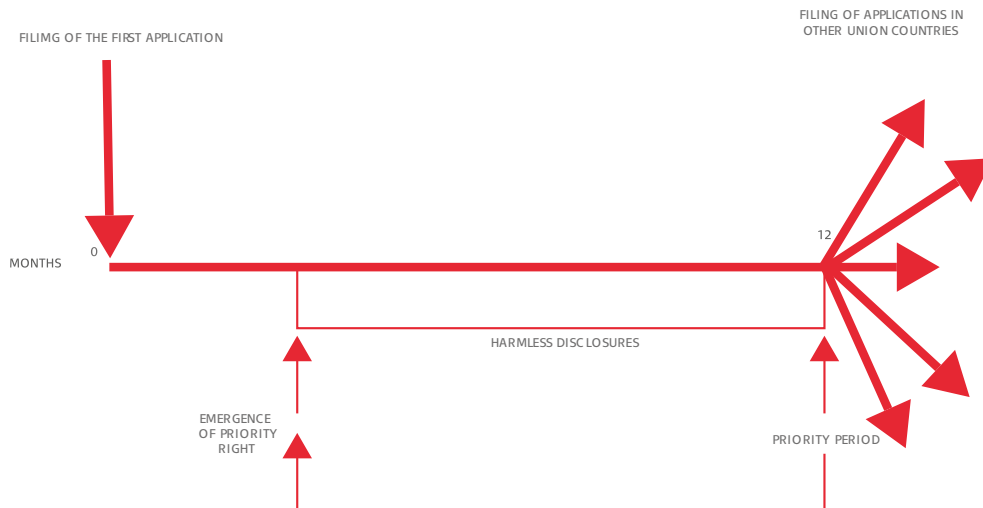 FILIMG OF THE FIRST APPLICATION
FILING OF APPLICATIONS IN
OTHER UNION COUNTRIES
0
12
MONTHS
HARMLESS DISCLOSURES
EMERGENCE
OF PRIORITY
RIGHT
PRIORITY PERIOD